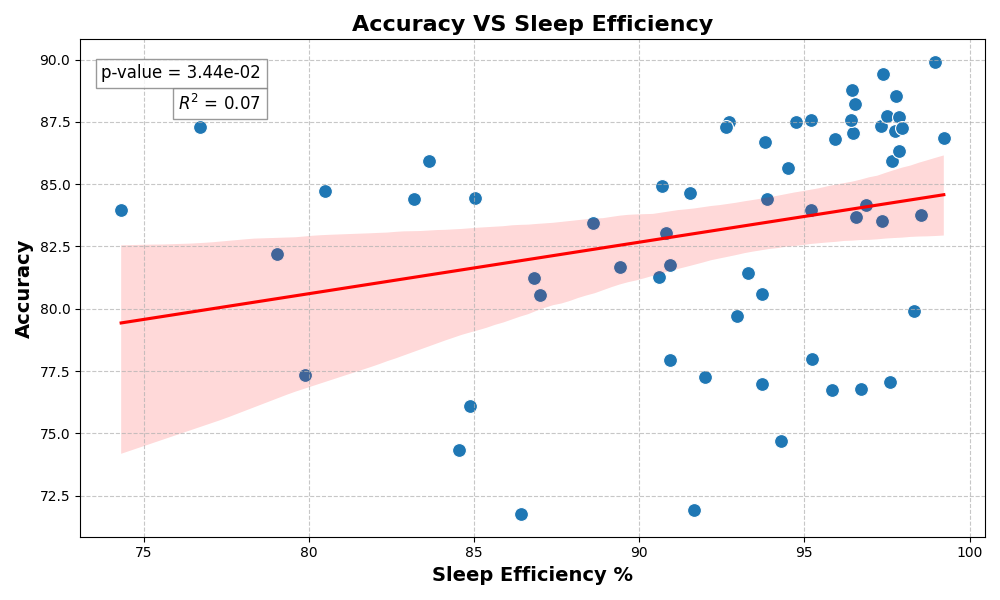 Accuracy VS Sleep Efficiency
p-value = 3.44e-02
R² = 0.07
Accuracy
90.0
87.5
85.0
82.5
80.0
77.5
75.0
72.5
75 80 85 90 95 100
Sleep Efficiency %